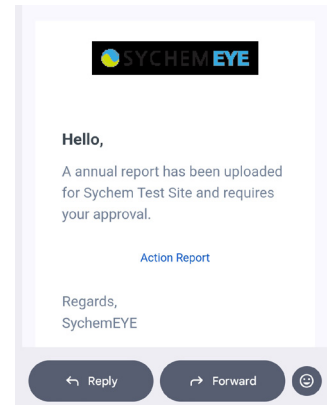 SYCHEMEYE
Hello,
A annual report has been uploaded
for Sychem Test Site and requires
your approval.
Action Report
Regards,
SychemEYE
Reply Forward